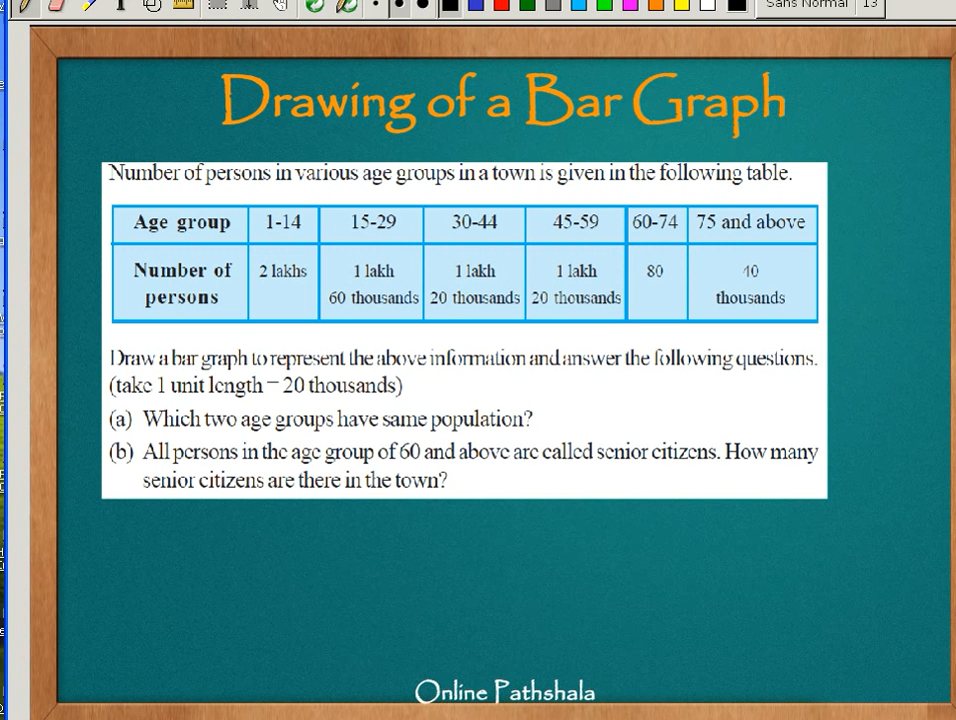 Sans Normal 13
Drawing of a Bar Graph
Number of persons in various age groups in a town is given in the following table.
Age group 1-14 15-29 30-44 45-59 60-74 75 and above
Number of 2 lakhs 1 lakh 1 lakh 1 lakh 80 40
persons 60 thousands 20 thousands 20 thousands thousands
Draw a bar graph to represent the above information and answer the following questions.
(take 1 unit length = 20 thousands)
(a) Which two age groups have same population?
(b) All persons in the age group of 60 and above are called senior citizens. How many
senior citizens are there in the town?
Online Pathshala